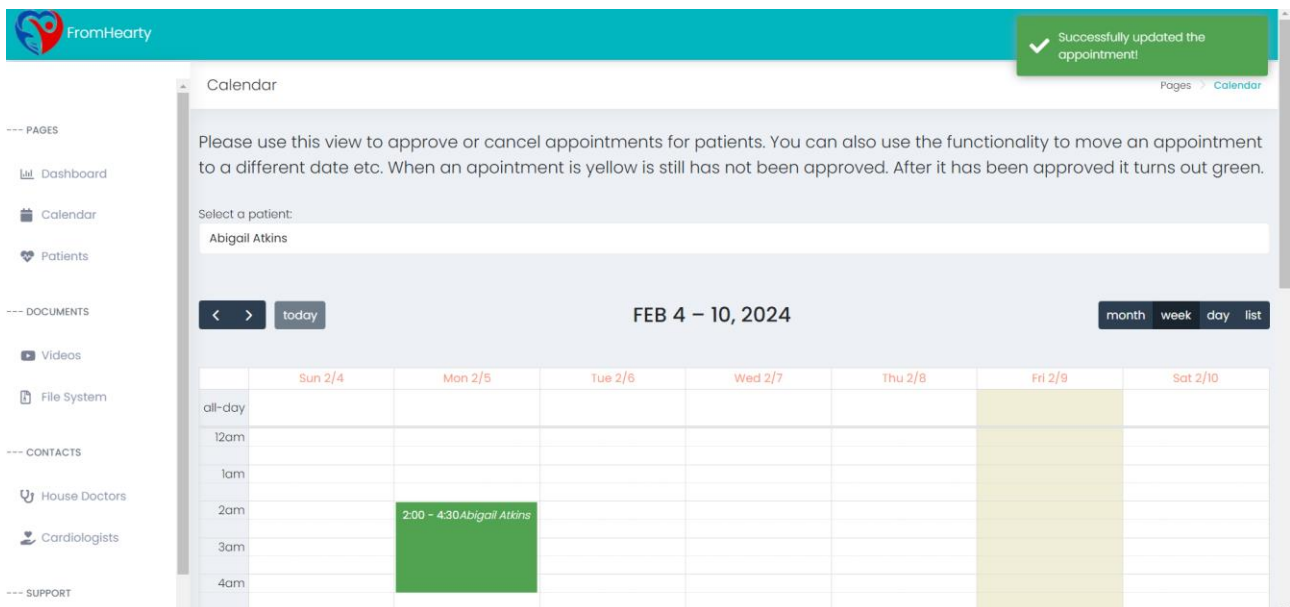 FromHearty
Successfully updated the
appointment!
Calendar
Pages > Calendar
--- PAGES
Dashboard
Calendar
Patients
--- DOCUMENTS
Videos
File System
--- CONTACTS
House Doctors
Cardiologists
--- SUPPORT
Please use this view to approve or cancel appointments for patients. You can also use the functionality to move an appointment
to a different date etc. When an apointment is yellow is still has not been approved. After it has been approved it turns out green.
Select a patient:
Abigail Atkins
< > today
FEB 4 – 10, 2024
month week day list
Sun 2/4 Mon 2/5 Tue 2/6 Wed 2/7 Thu 2/8 Fri 2/9 Sat 2/10
all-day
12am
1am
2am
2:00 - 4:30 Abigail Atkins
3am
4am